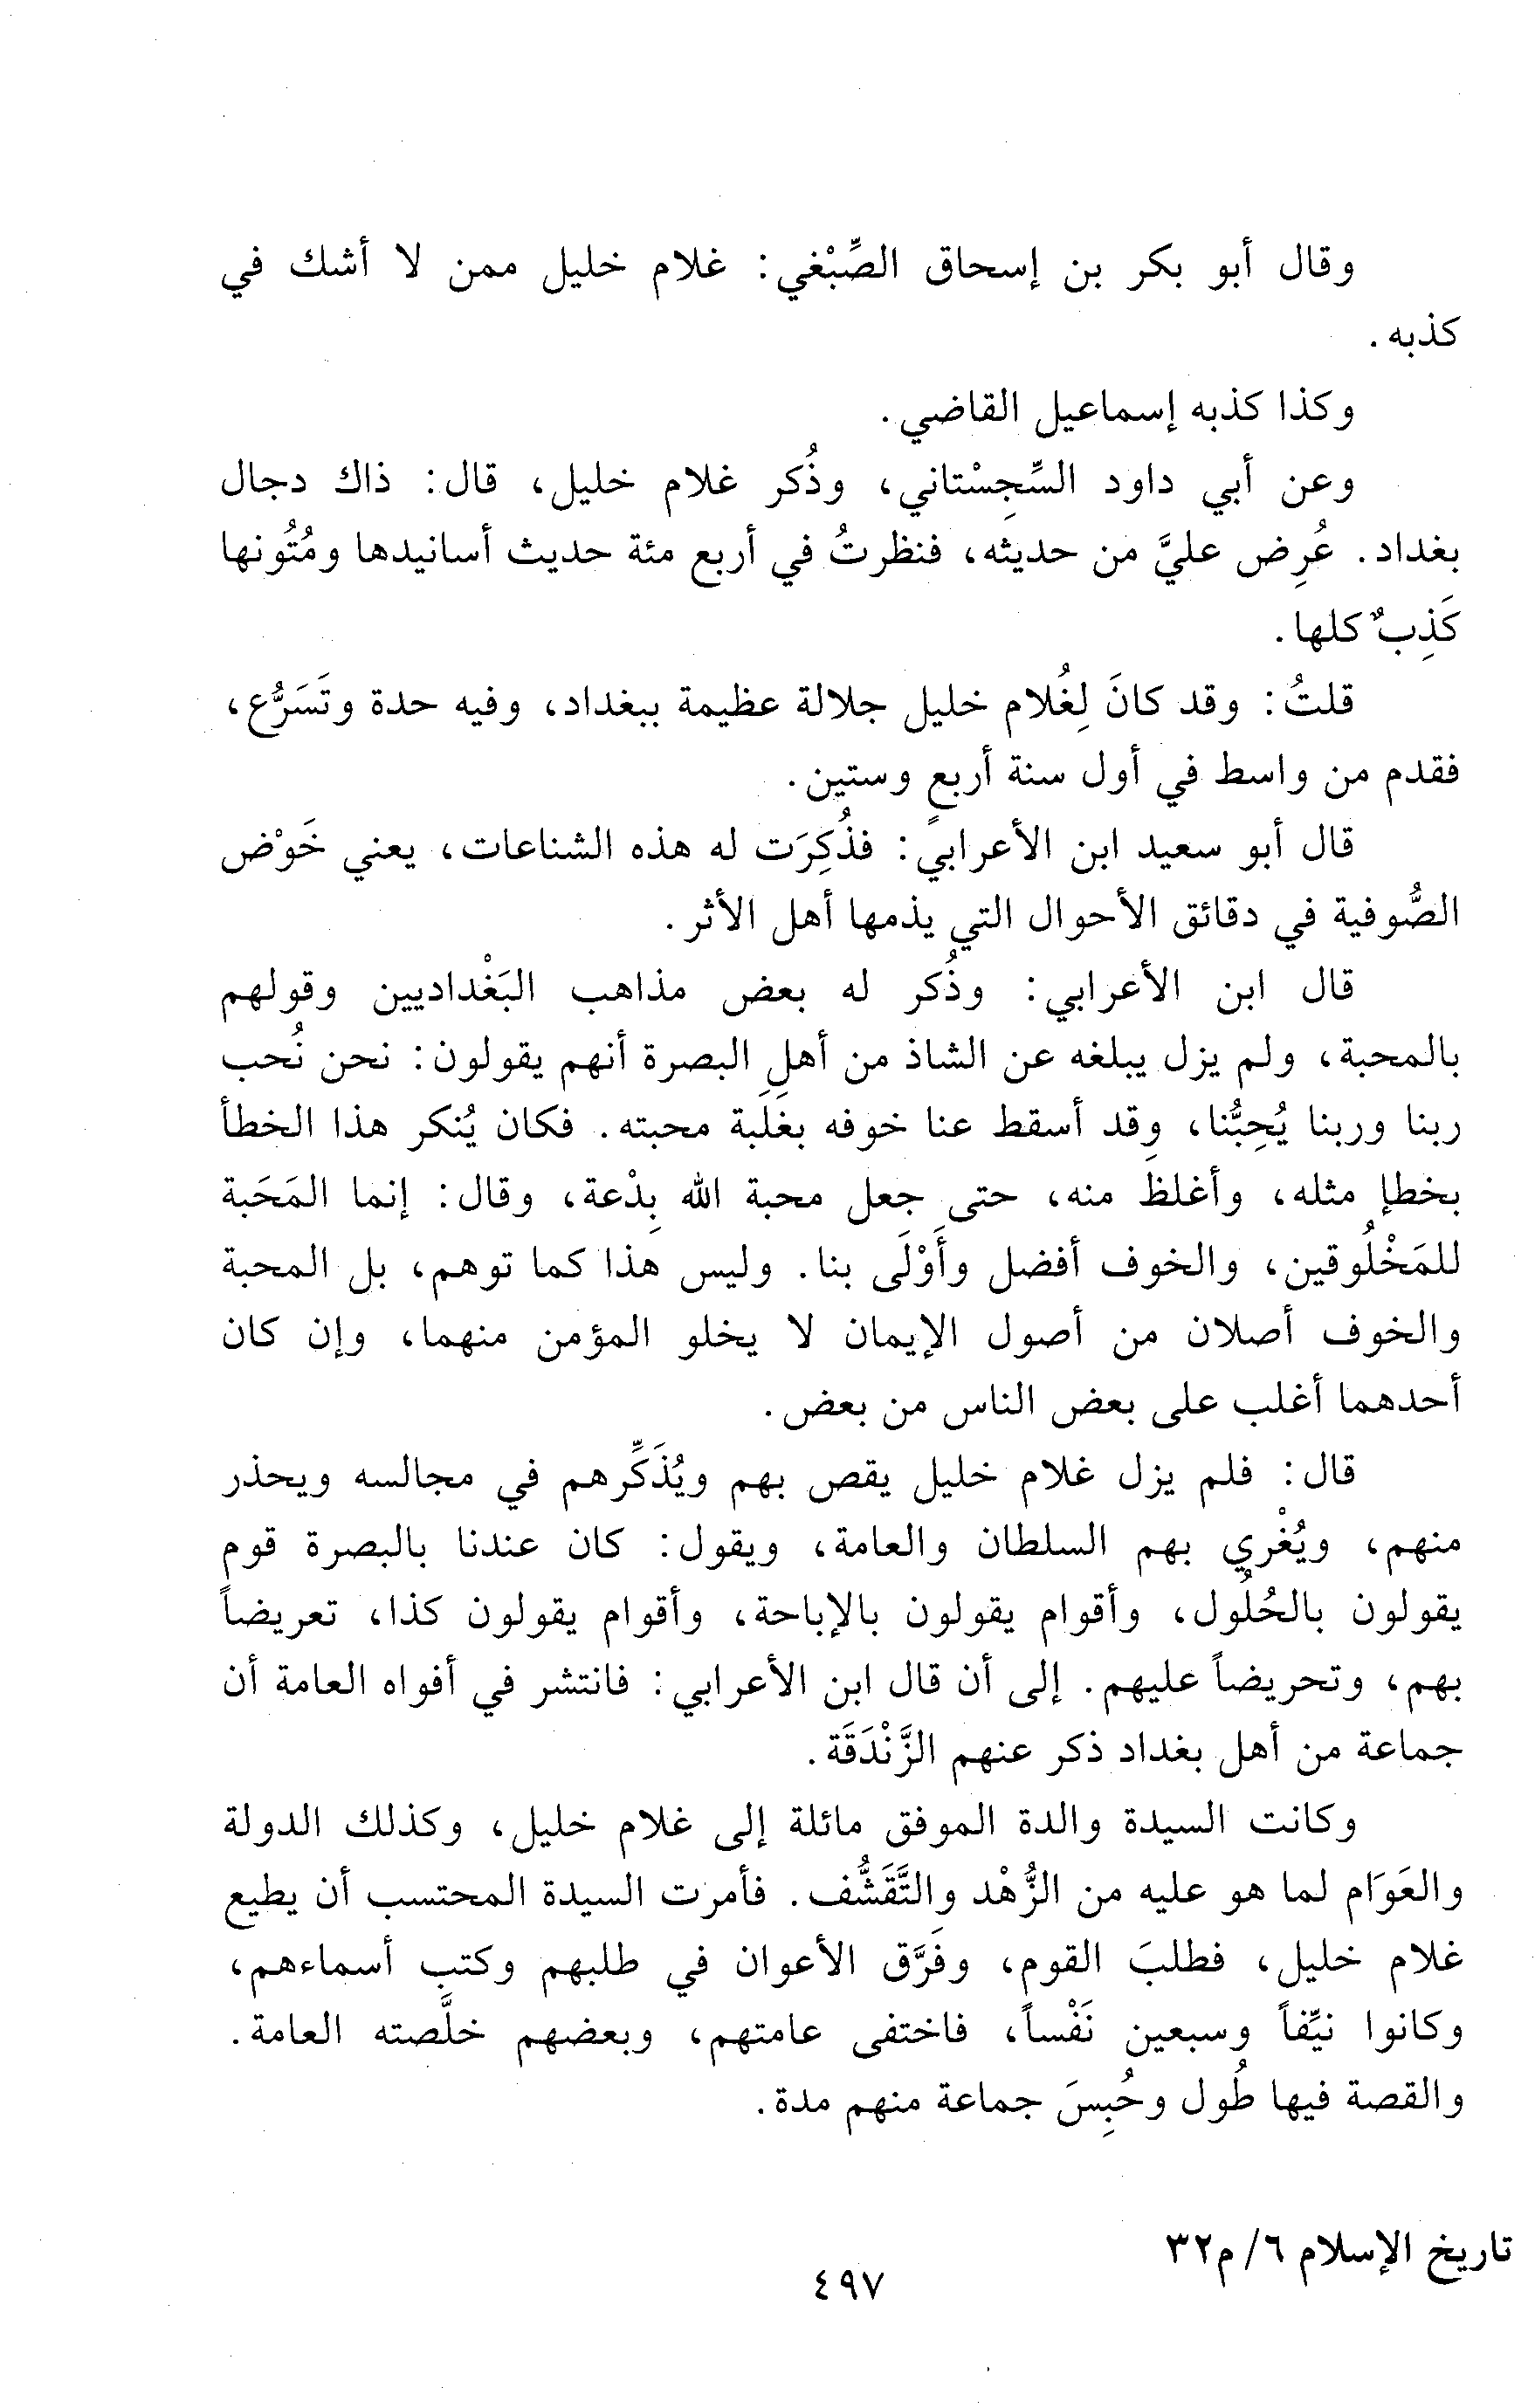 وقال أبو بكر بن إسحاق الصِّبْغي: غلام خليل ممن لا أشك في
كذبه.
وكذا كذبه إسماعيل القاضي.
وعن أبي داود السِّجِسْتاني، وذُكر غلام خليل، قال: ذاك دجال
بغداد. عُرِض عليَّ من حديثه، فنظرتُ في أربع مئة حديث أسانيدها ومُتُونها
كَذِبٌ كلها.
قلتُ: وقد كانَ لِغُلام خليل جلالة عظيمة ببغداد، وفيه حدة وتَسَرُّع،
فقدم من واسط في أول سنة أربعٍ وستين.
قال أبو سعيد ابن الأعرابي: فذُكِرَت له هذه الشناعات، يعني خَوْض
الصُّوفية في دقائق الأحوال التي يذمها أهل الأثر.
قال ابن الأعرابي: وذُكر له بعض مذاهب البَغْداديين وقولهم
بالمحبة، ولم يزل يبلغه عن الشاذ من أهلِ البصرة أنهم يقولون: نحن نُحب
ربنا وربنا يُحِبُّنا، وقد أسقط عنا خوفه بغَلَبة محبته. فكان يُنكر هذا الخطأ
بخطإ مثله، وأغلظَ منه، حتى جعل محبة الله بِدْعة، وقال: إنما المَحَبة
للمَخْلُوقين، والخوف أفضل وأَوْلَى بنا. وليس هذا كما توهم، بل المحبة
والخوف أصلان من أصول الإيمان لا يخلو المؤمن منهما، وإن كان
أحدهما أغلب على بعض الناس من بعض.
قال: فلم يزل غلام خليل يقص بهم ويُذَكِّرهم في مجالسه ويحذر
منهم، ويُغْري بهم السلطان والعامة، ويقول: كان عندنا بالبصرة قوم
يقولون بالحُلُول، وأقوام يقولون بالإباحة، وأقوام يقولون كذا، تعريضاً
بهم، وتحريضاً عليهم. إلى أن قال ابن الأعرابي: فانتشر في أفواه العامة أن
جماعة من أهل بغداد ذكر عنهم الزَّنْدَقَة.
وكانت السيدة والدة الموفق مائلة إلى غلام خليل، وكذلك الدولة
والعَوَام لما هو عليه من الزُّهْد والتَّقَشُّف. فأمرت السيدة المحتسب أن يطيع
غلام خليل، فطلبَ القوم، وفَرَّق الأعوان في طلبهم وكتب أسماءهم،
وكانوا نيِّفاً وسبعين نَفْساً، فاختفى عامتهم، وبعضهم خلَّصته العامة.
والقصة فيها طُول وحُبِسَ جماعة منهم مدة.
تاريخ الإسلام ٦/ م٣٢
٤٩٧